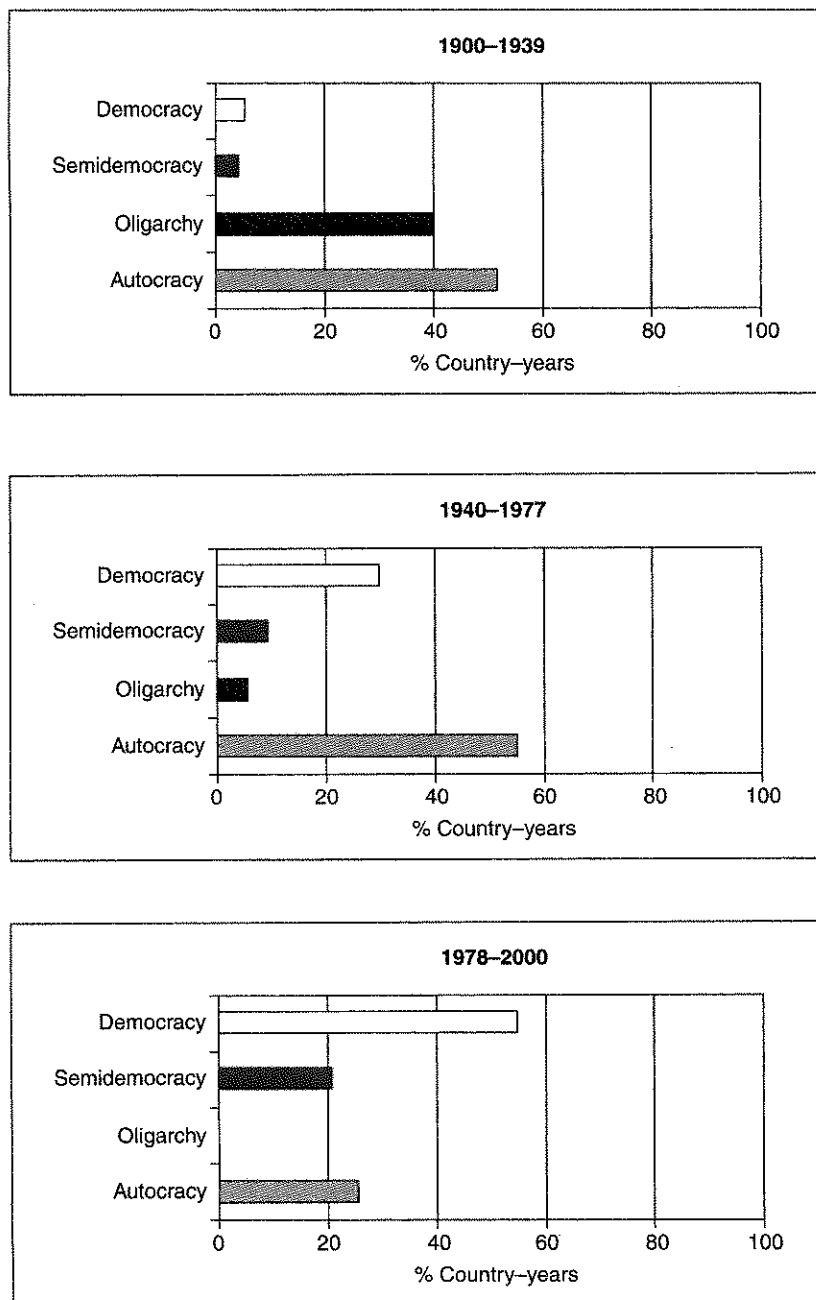 1900–1939
Democracy
Semidemocracy
Oligarchy
Autocracy
0 20 40 60 80 100
% Country–years
1940–1977
Democracy
Semidemocracy
Oligarchy
Autocracy
0 20 40 60 80 100
% Country–years
1978–2000
Democracy
Semidemocracy
Oligarchy
Autocracy
0 20 40 60 80 100
% Country–years